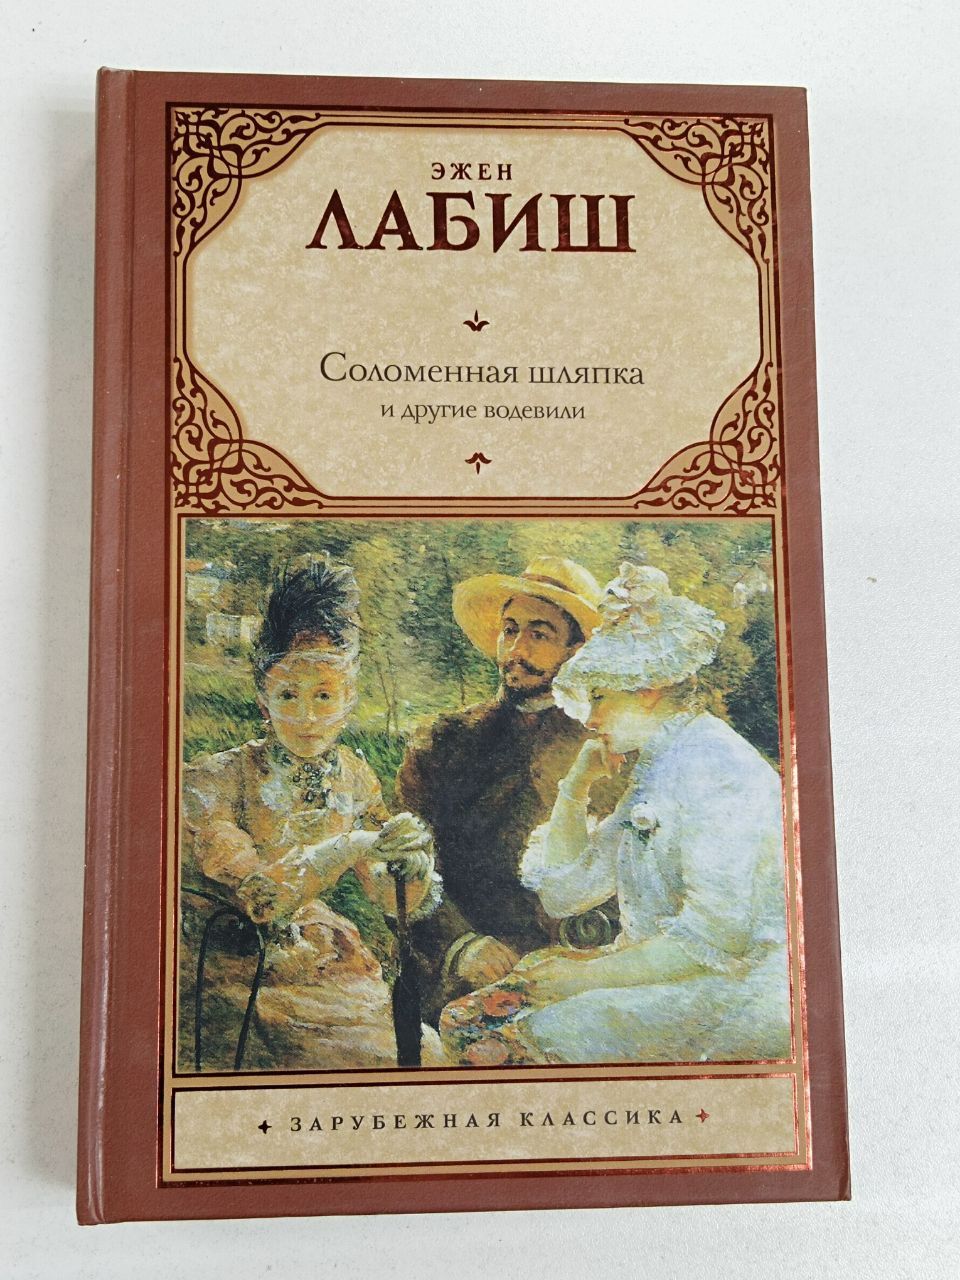 ЭЖЕН
ЛАБИШ
Соломенная шляпка
и другие водевили
ЗАРУБЕЖНАЯ КЛАССИКА